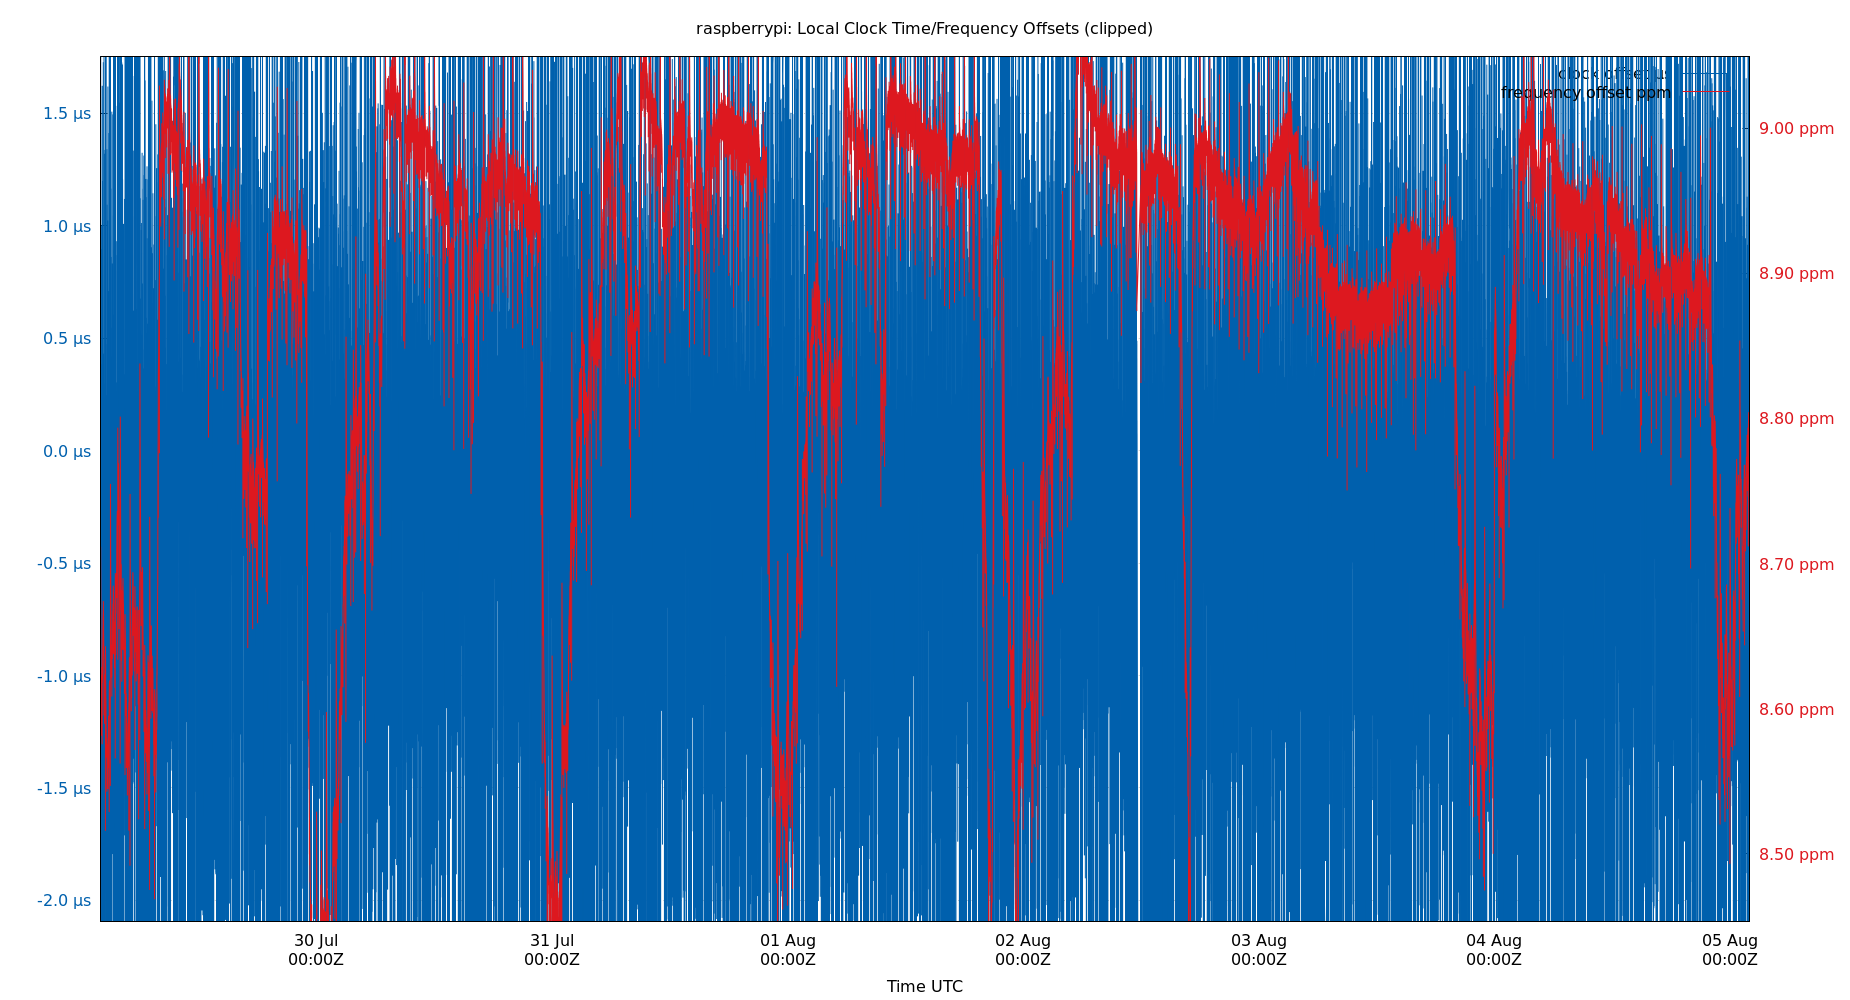 raspberrypi: Local Clock Time/Frequency Offsets (clipped)
clock offset µs
frequency offset ppm
1.5 µs
1.0 µs
0.5 µs
0.0 µs
-0.5 µs
-1.0 µs
-1.5 µs
-2.0 µs
9.00 ppm
8.90 ppm
8.80 ppm
8.70 ppm
8.60 ppm
8.50 ppm
30 Jul 00:00Z
31 Jul 00:00Z
01 Aug 00:00Z
02 Aug 00:00Z
03 Aug 00:00Z
04 Aug 00:00Z
05 Aug 00:00Z
Time UTC